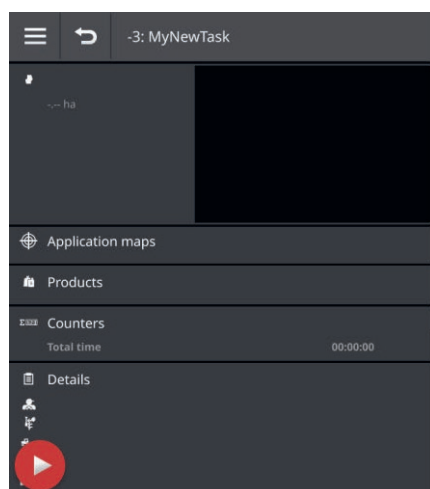 -3: MyNewTask
-.-- ha
Application maps
Products
Counters
Total time 00:00:00
Details